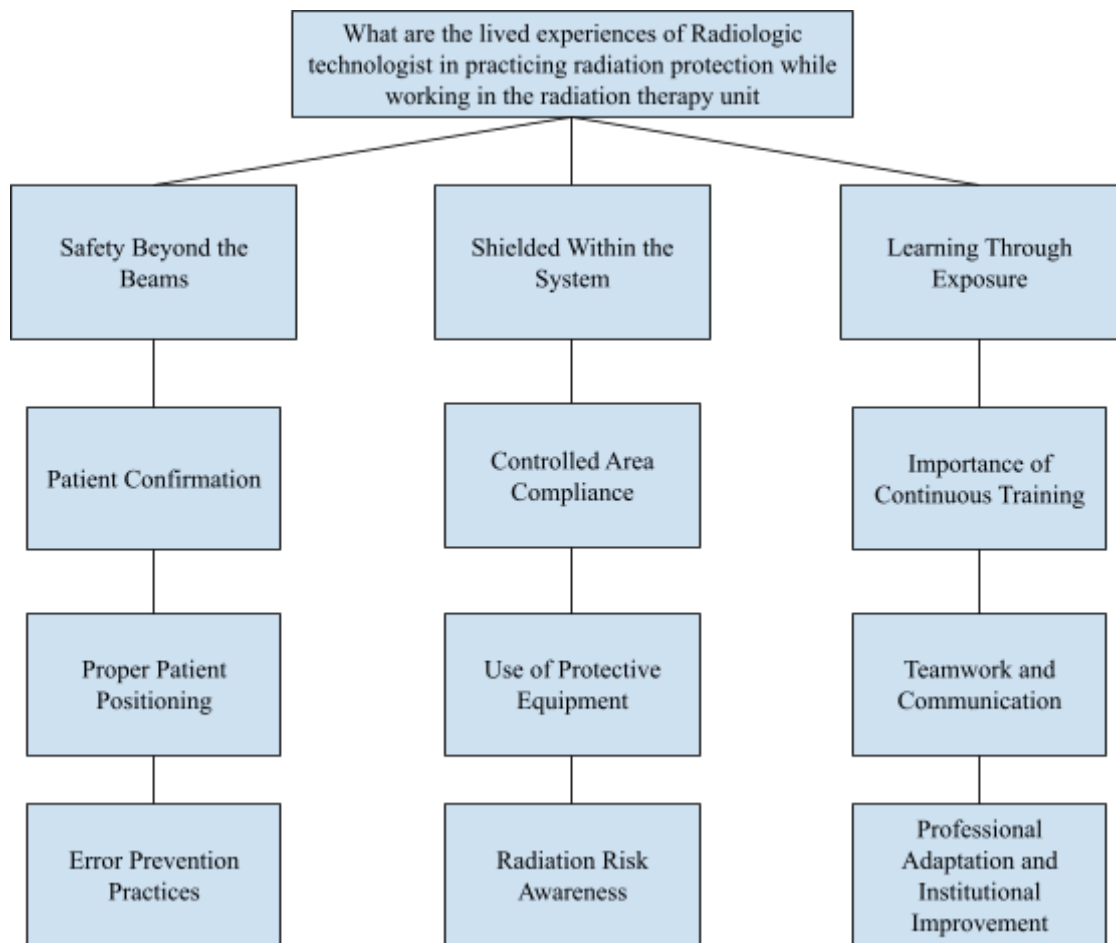 What are the lived experiences of Radiologic
technologist in practicing radiation protection while
working in the radiation therapy unit
Safety Beyond the
Beams
Shielded Within the
System
Learning Through
Exposure
Patient Confirmation
Controlled Area
Compliance
Importance of
Continuous Training
Proper Patient
Positioning
Use of Protective
Equipment
Teamwork and
Communication
Error Prevention
Practices
Radiation Risk
Awareness
Professional
Adaptation and
Institutional
Improvement